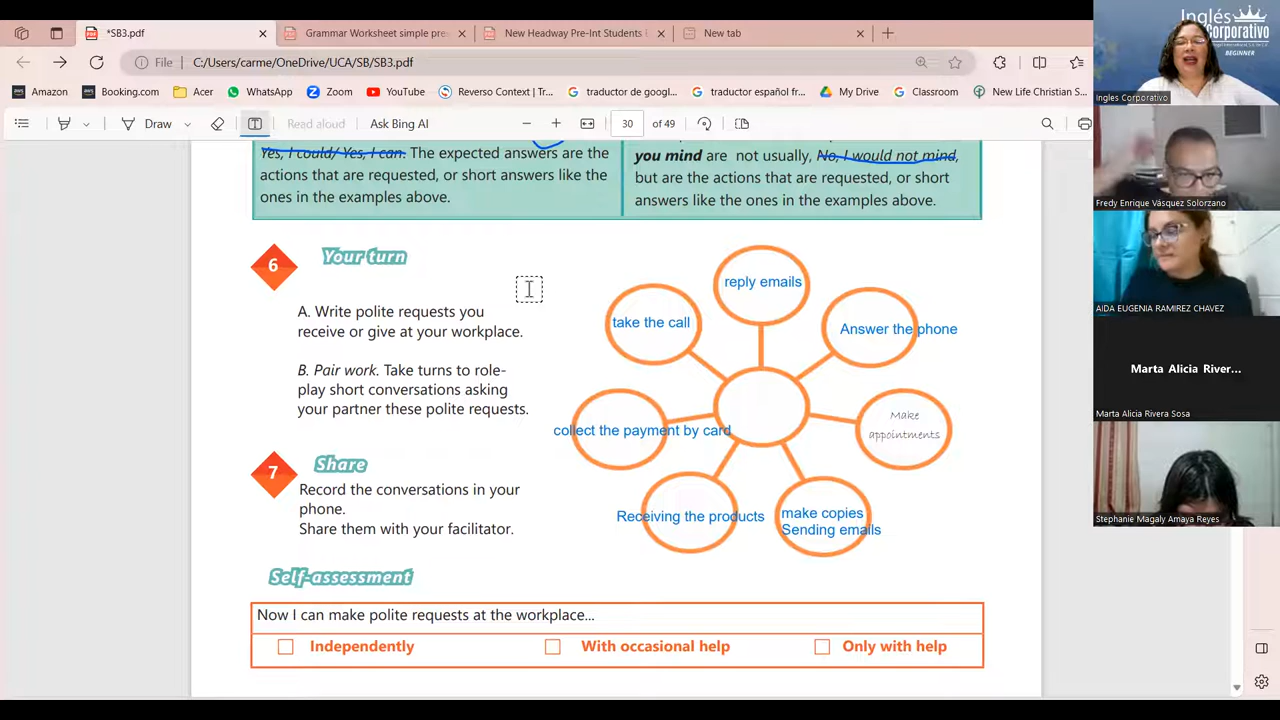 *SB3.pdf
Grammar Worksheet simple pre
New Headway Pre-Int Students
New tab
File
C:/Users/carme/OneDrive/UCA/SB/SB3.pdf
Amazon
Booking.com
Acer
WhatsApp
Zoom
YouTube
Reverso Context | Tr...
traductor de googl...
traductor español fr...
My Drive
Classroom
New Life Christian S...
Draw
Read aloud
Ask Bing AI
30
of 49
Yes, I could/ Yes, I can. The expected answers are the
actions that are requested, or short answers like the
ones in the examples above.
you mind are not usually, No, I would not mind,
but are the actions that are requested, or short
answers like the ones in the examples above.
6
Your turn
A. Write polite requests you
receive or give at your workplace.
B. Pair work. Take turns to role-
play short conversations asking
your partner these polite requests.
7
Share
Record the conversations in your
phone.
Share them with your facilitator.
reply emails
take the call
Answer the phone
collect the payment by card
Make
appointments
Receiving the products
make copies
Sending emails
Self-assessment
Now I can make polite requests at the workplace...
Independently
With occasional help
Only with help
Inglés
Corporativo
BEGINNER
Ingles Corporativo
Fredy Enrique Vásquez Solorzano
AIDA EUGENIA RAMIREZ CHAVEZ
Marta Alicia River...
Marta Alicia Rivera Sosa
Stephanie Magaly Amaya Reyes